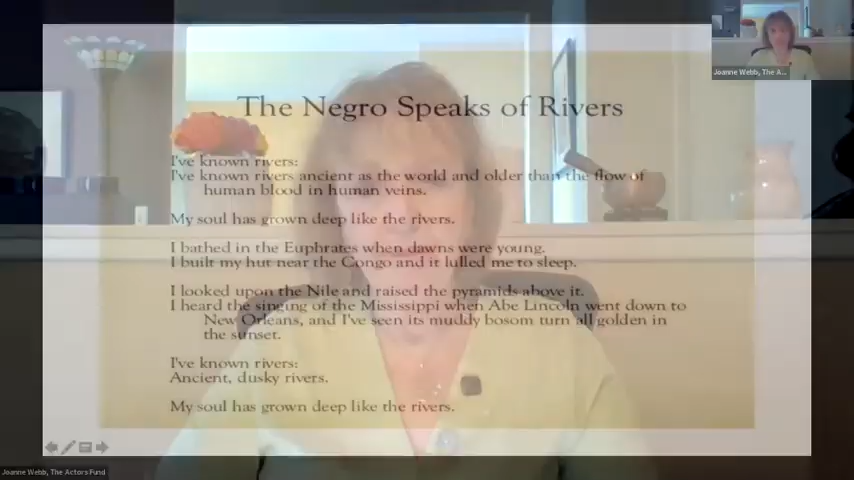 Joanne Webb, The A...
The Negro Speaks of Rivers
I've known rivers:
I've known rivers ancient as the world and older than the flow of
human blood in human veins.
My soul has grown deep like the rivers.
I bathed in the Euphrates when dawns were young.
I built my hut near the Congo and it lulled me to sleep.
I looked upon the Nile and raised the pyramids above it.
I heard the singing of the Mississippi when Abe Lincoln went down to
New Orleans, and I've seen its muddy bosom turn all golden in
the sunset.
I've known rivers:
Ancient, dusky rivers.
My soul has grown deep like the rivers.
Joanne Webb, The Actors Fund